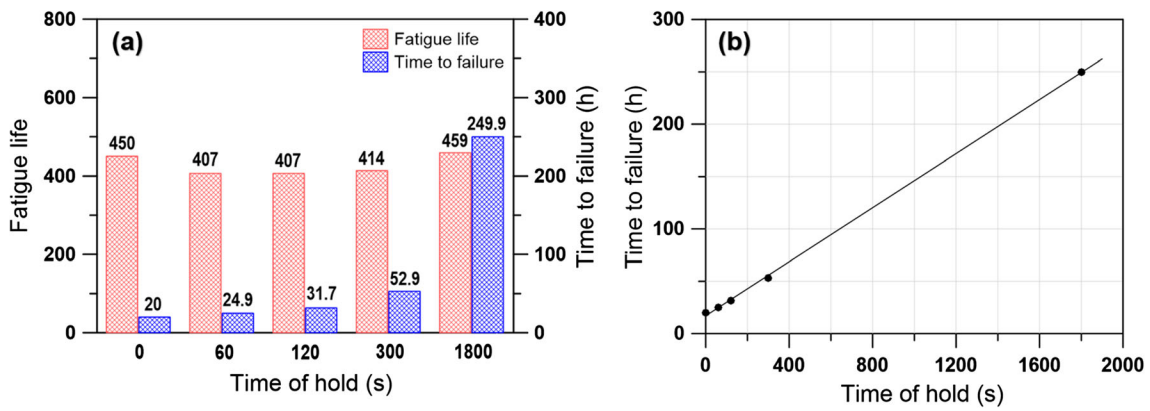 (a)
Fatigue life
Time to failure
800
600
400
200
0
Fatigue life
450
407
407
414
459
20
24.9
31.7
52.9
249.9
400
300
200
100
0
Time to failure (h)
0 60 120 300 1800
Time of hold (s)
(b)
300
200
100
0
Time to failure (h)
0 400 800 1200 1600 2000
Time of hold (s)